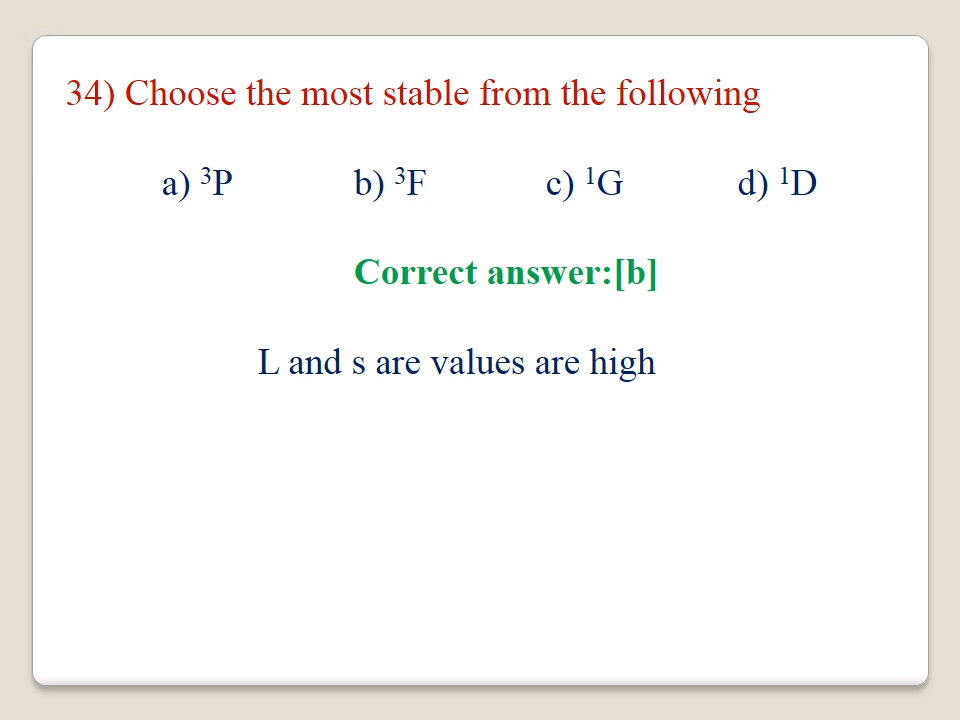 34) Choose the most stable from the following
a) ³P b) ³F c) ¹G d) ¹D
Correct answer:[b]
L and s are values are high